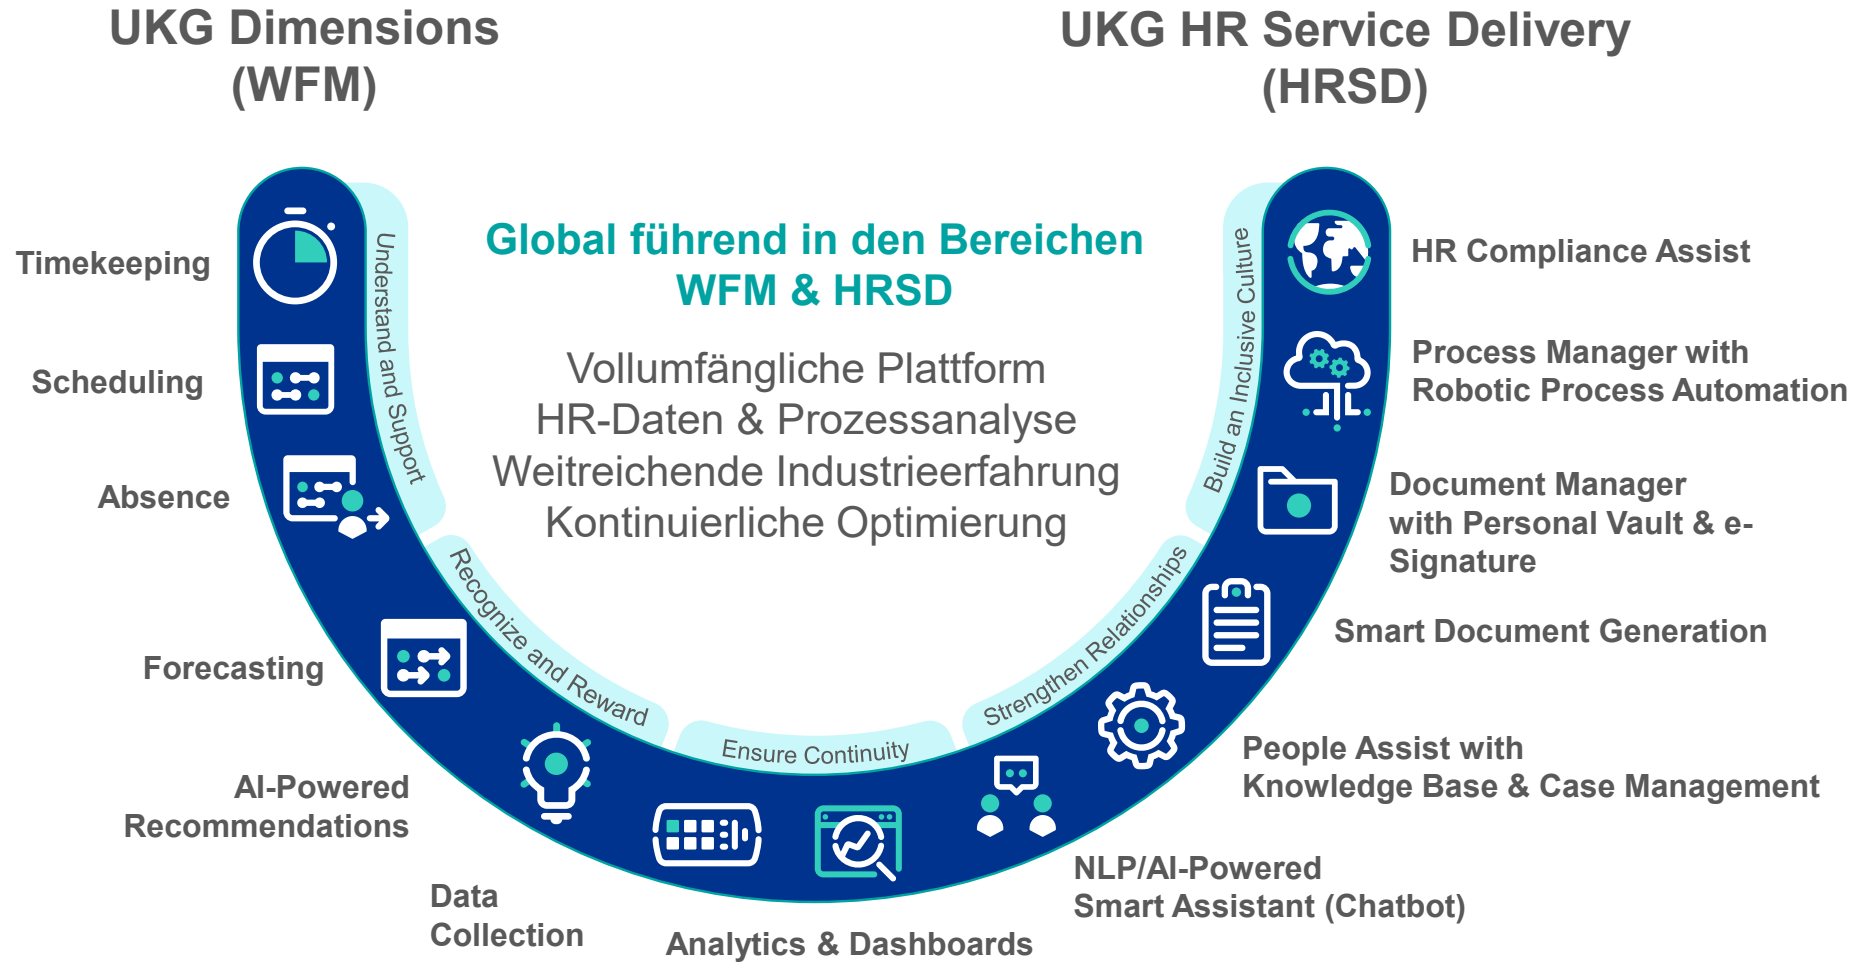 UKG Dimensions
(WFM)
UKG HR Service Delivery
(HRSD)
Global führend in den Bereichen
WFM & HRSD
Vollumfängliche Plattform
HR-Daten & Prozessanalyse
Weitreichende Industrieerfahrung
Kontinuierliche Optimierung
Timekeeping
Scheduling
Absence
Forecasting
AI-Powered
Recommendations
Data
Collection
Analytics & Dashboards
NLP/AI-Powered
Smart Assistant (Chatbot)
People Assist with
Knowledge Base & Case Management
Smart Document Generation
Document Manager
with Personal Vault & e-
Signature
Process Manager with
Robotic Process Automation
HR Compliance Assist
Understand and Support
Recognize and Reward
Ensure Continuity
Strengthen Relationships
Build an Inclusive Culture